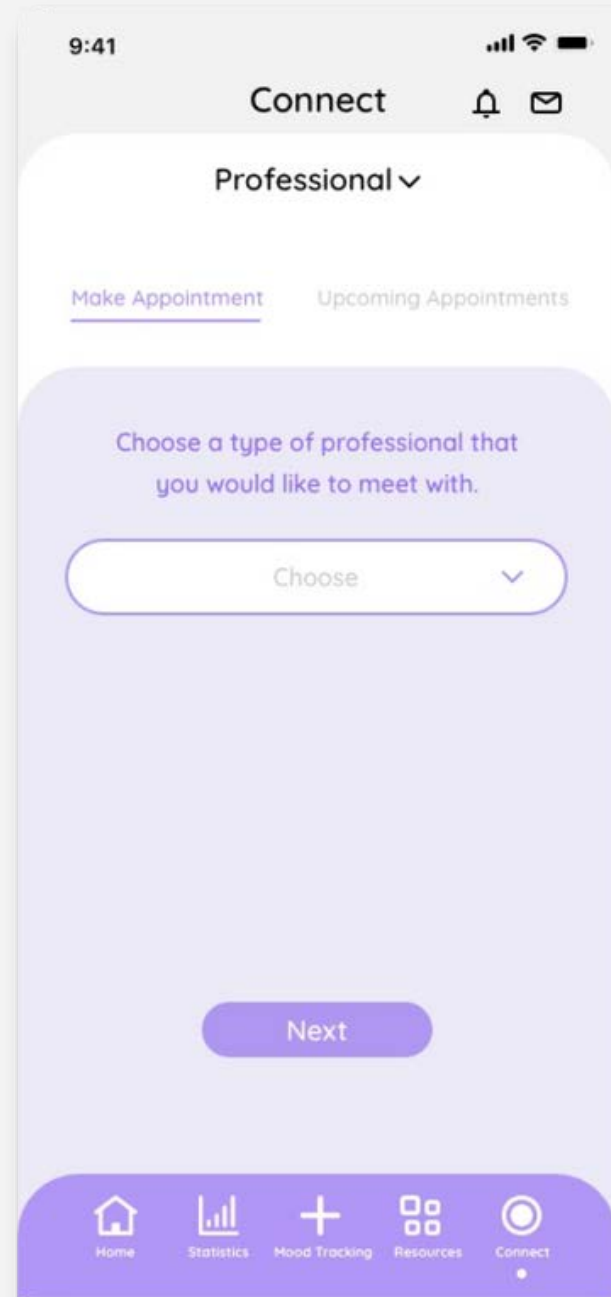 9:41
Connect
Professional
Make Appointment
Upcoming Appointments
Choose a type of professional that
you would like to meet with.
Choose
Next
Home
Statistics
Mood Tracking
Resources
Connect